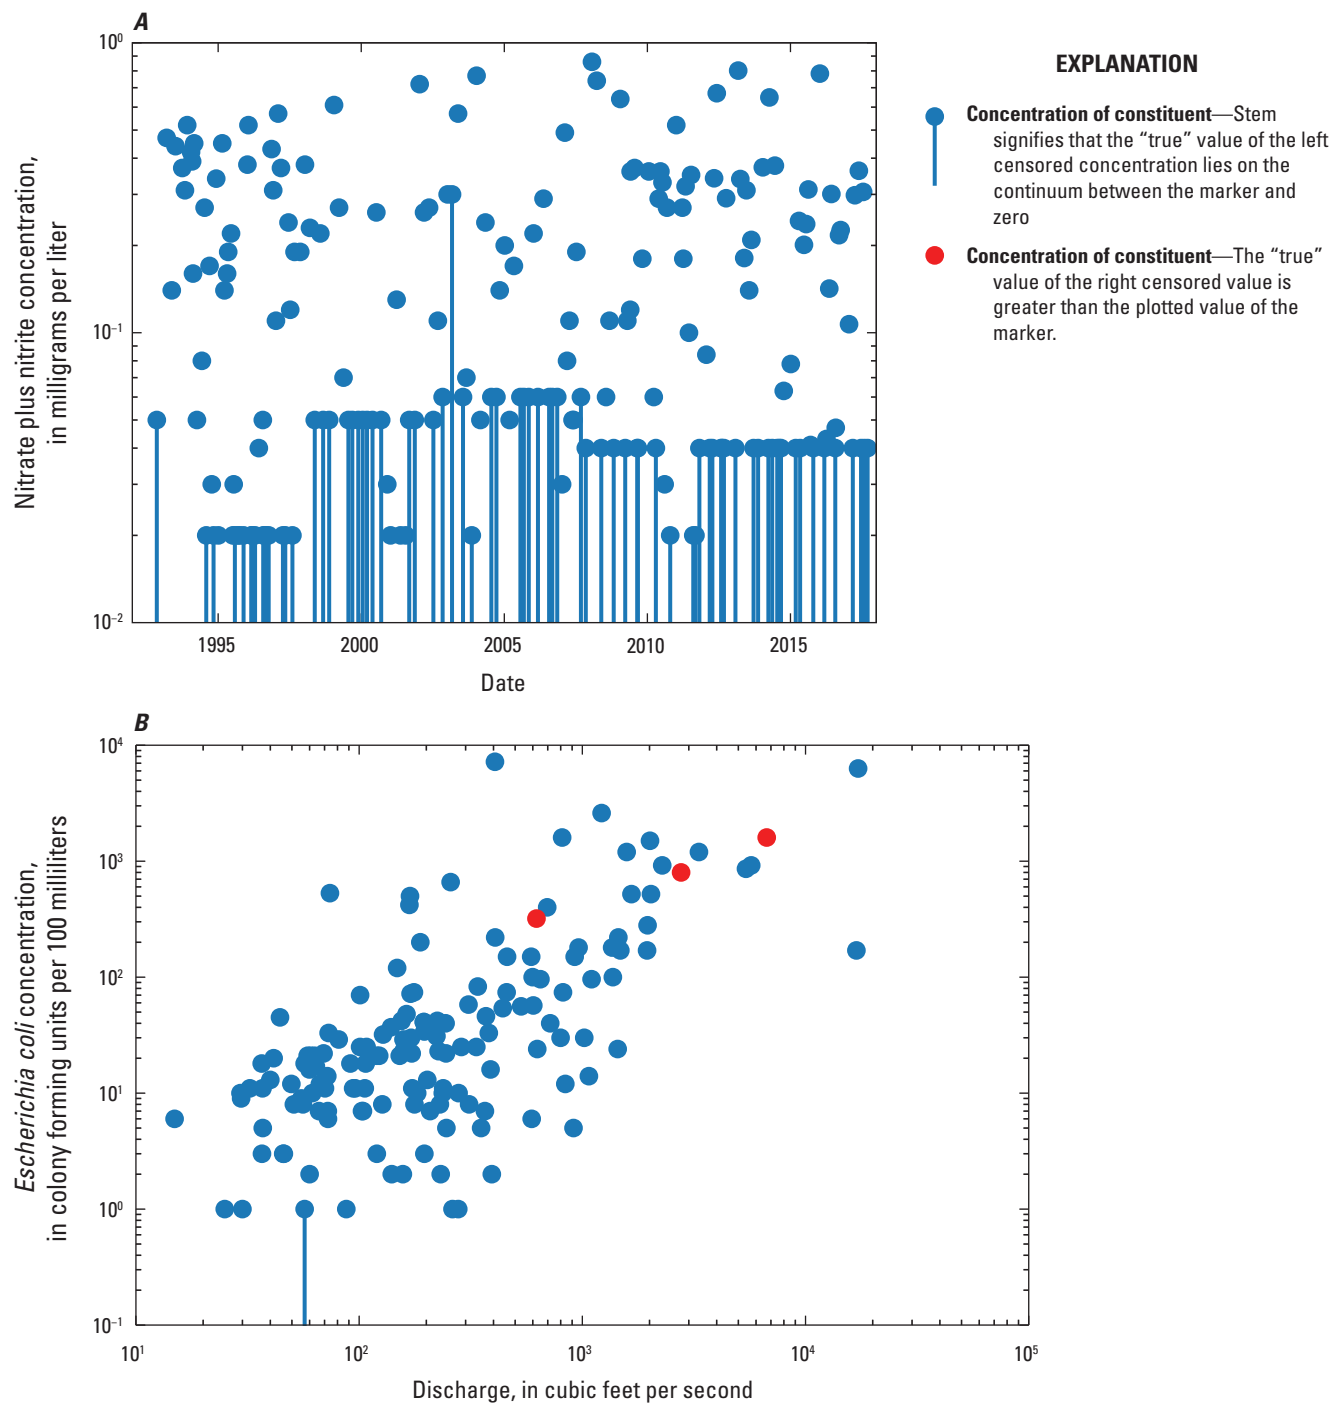 A
Nitrate plus nitrite concentration,
in milligrams per liter
10⁰
10⁻¹
10⁻²
1995
2000
2005
2010
2015
Date
EXPLANATION
Concentration of constituent—Stem
signifies that the “true” value of the left
censored concentration lies on the
continuum between the marker and
zero
Concentration of constituent—The “true”
value of the right censored value is
greater than the plotted value of the
marker.
B
Escherichia coli concentration,
in colony forming units per 100 milliliters
10⁴
10³
10²
10¹
10⁰
10⁻¹
10¹
10²
10³
10⁴
10⁵
Discharge, in cubic feet per second